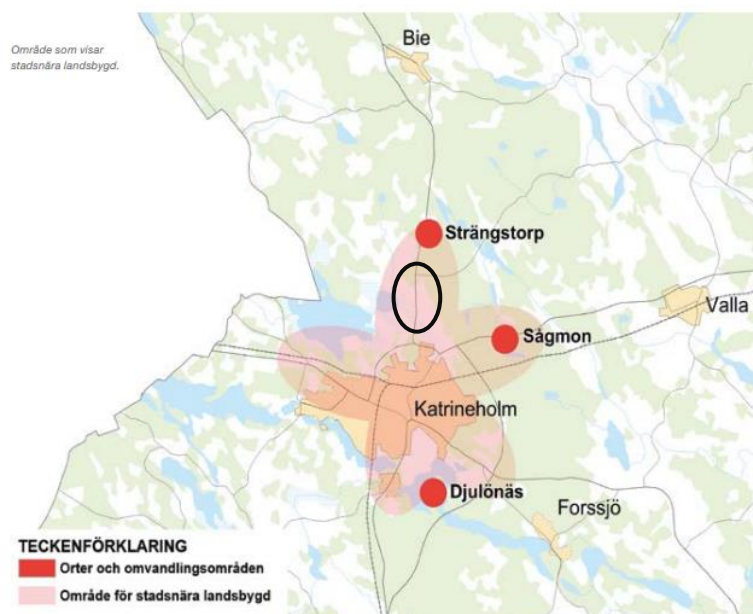 Område som visar
stadsnära landsbygd.
Bie
Strängstorp
Valla
Sågmon
Katrineholm
Djulönäs
Forssjö
TECKENFÖRKLARING
Orter och omvandlingsområden
Område för stadsnära landsbygd